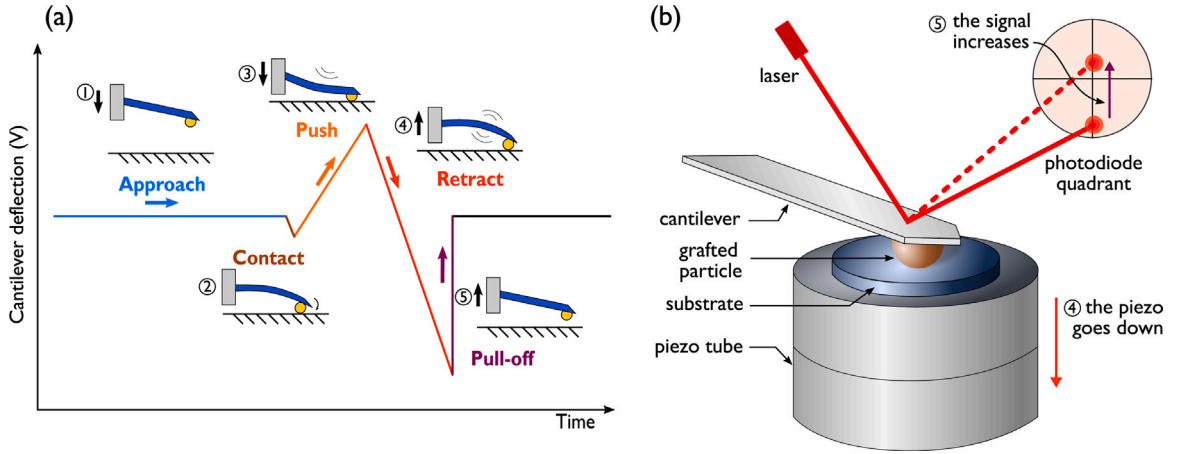 (a)
Cantilever deflection (V)
①
Approach
Contact
②
③
Push
④
Retract
⑤
Pull-off
Time
(b)
laser
⑤ the signal
increases
photodiode
quadrant
cantilever
grafted
particle
substrate
piezo tube
④ the piezo
goes down